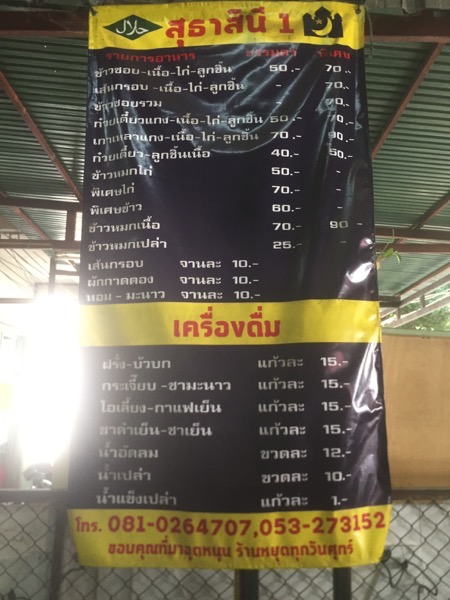 حلال สุธาสินี 1
รายการอาหาร ธรรมดา พิเศษ
ข้าวซอย-เนื้อ-ไก่-ลูกชิ้น 50.- 70.-
เส้นกรอบ-เนื้อ-ไก่-ลูกชิ้น - 70.-
ข้าวซอยรวม - 70.-
ก๋วยเตี๋ยวแกง-เนื้อ-ไก่-ลูกชิ้น 50.- 70.-
เกาเหลาแกง-เนื้อ-ไก่-ลูกชิ้น 70.- 90.-
ก๋วยเตี๋ยว-ลูกชิ้นเนื้อ 40.- 50.-
ข้าวหมกไก่ 50.- -
พิเศษไก่ 70.- -
พิเศษข้าว 60.- -
ข้าวหมกเนื้อ 70.- 90 -
ข้าวหมกเปล่า 25.- -
เส้นกรอบ จานละ 10.-
ผักกาดดอง จานละ 10.-
หอม - มะนาว จานละ 10.-
เครื่องดื่ม
ฝรั่ง-บัวบก แก้วละ 15.-
กระเจี๊ยบ -ชามะนาว แก้วละ 15.-
โอเลี้ยง-กาแฟเย็น แก้วละ 15.-
ชาดำเย็น-ชาเย็น แก้วละ 15.-
น้ำอัดลม ขวดละ 12.-
น้ำเปล่า ขวดละ 10.-
น้ำแข็งเปล่า แก้วละ 1.-
โทร. 081-0264707,053-273152
ขอบคุณที่มาอุดหนุน ร้านหยุดทุกวันศุกร์